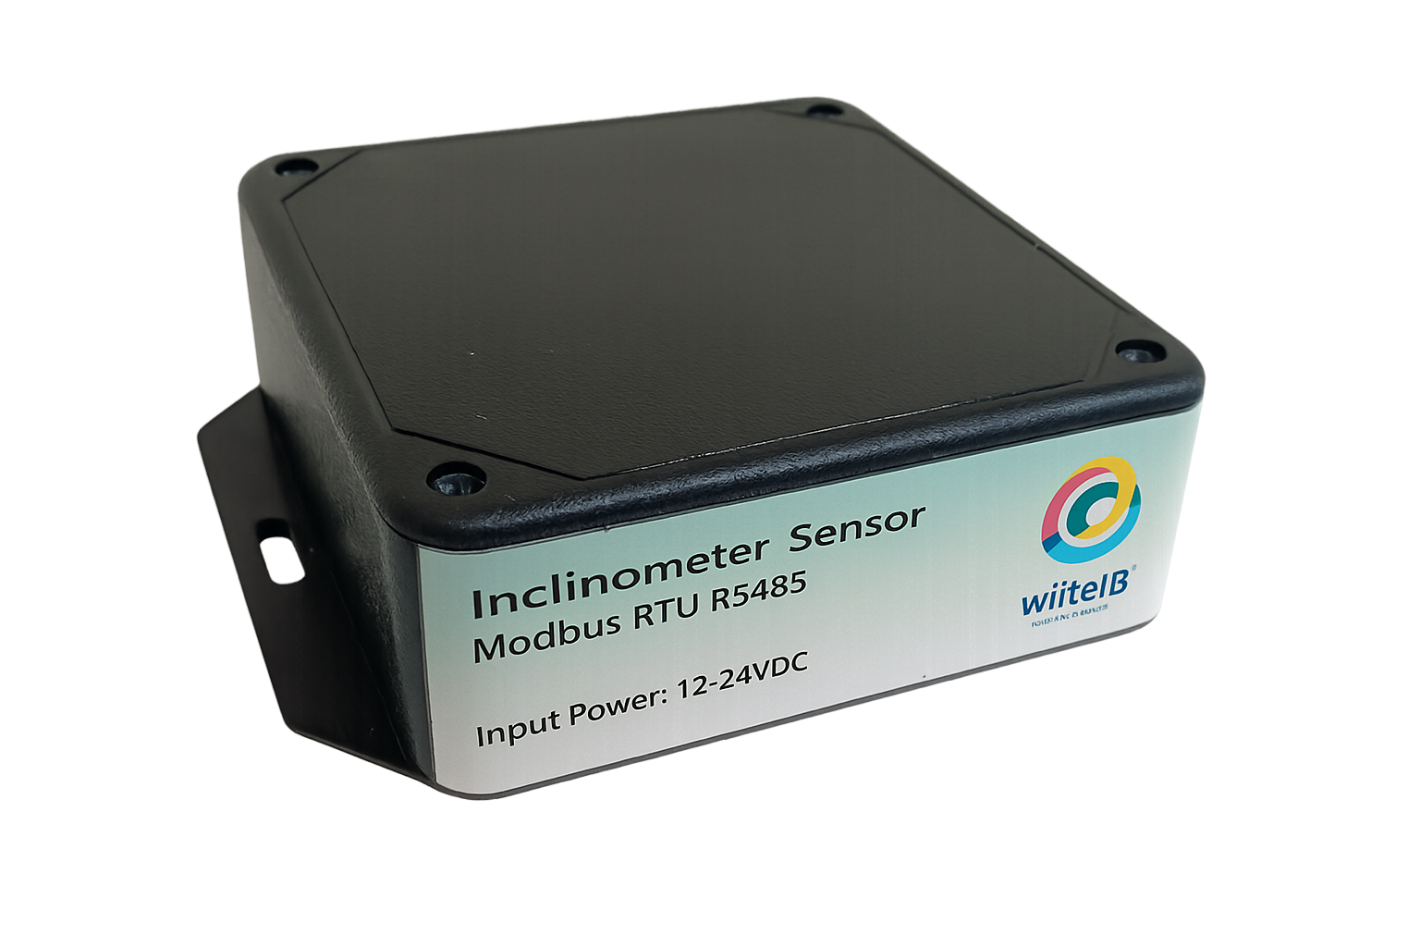 Inclinometer Sensor
Modbus RTU R5485
Input Power: 12-24VDC
wiitelB®